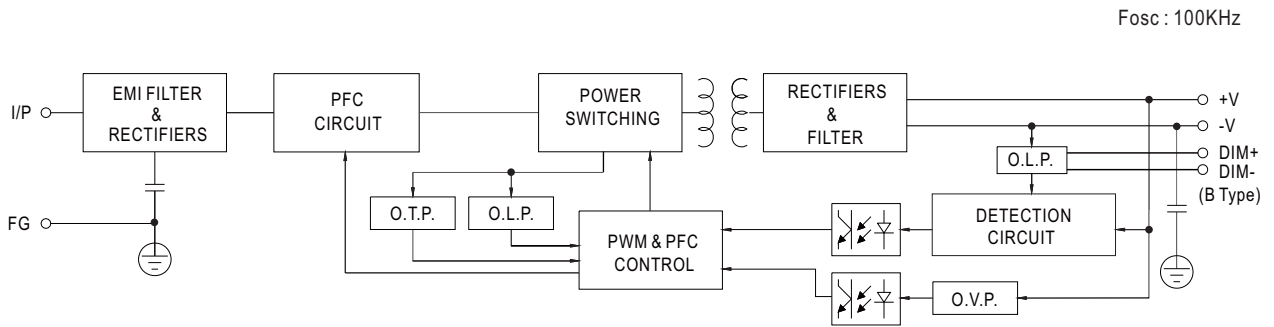 Fosc : 100KHz
I/P
EMI FILTER
&
RECTIFIERS
PFC
CIRCUIT
POWER
SWITCHING
RECTIFIERS
&
FILTER
+V
-V
DIM+
DIM-
(B Type)
O.L.P.
FG
O.T.P.
O.L.P.
PWM & PFC
CONTROL
DETECTION
CIRCUIT
O.V.P.